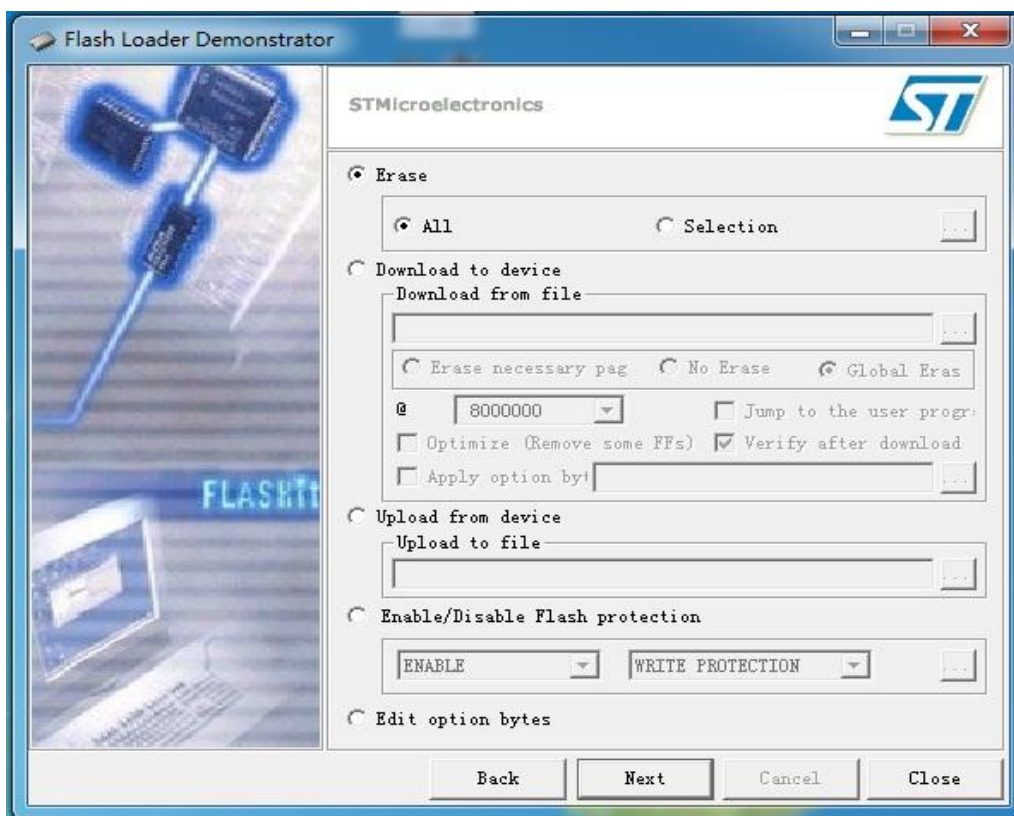 Flash Loader Demonstrator
STMicroelectronics
ST
Erase
All
Selection
...
Download to device
Download from file
...
Erase necessary pag
No Erase
Global Eras
@
8000000
Jump to the user progr
Optimize (Remove some FFs)
Verify after download
Apply option byt
...
Upload from device
Upload to file
...
Enable/Disable Flash protection
ENABLE
WRITE PROTECTION
...
Edit option bytes
Back
Next
Cancel
Close